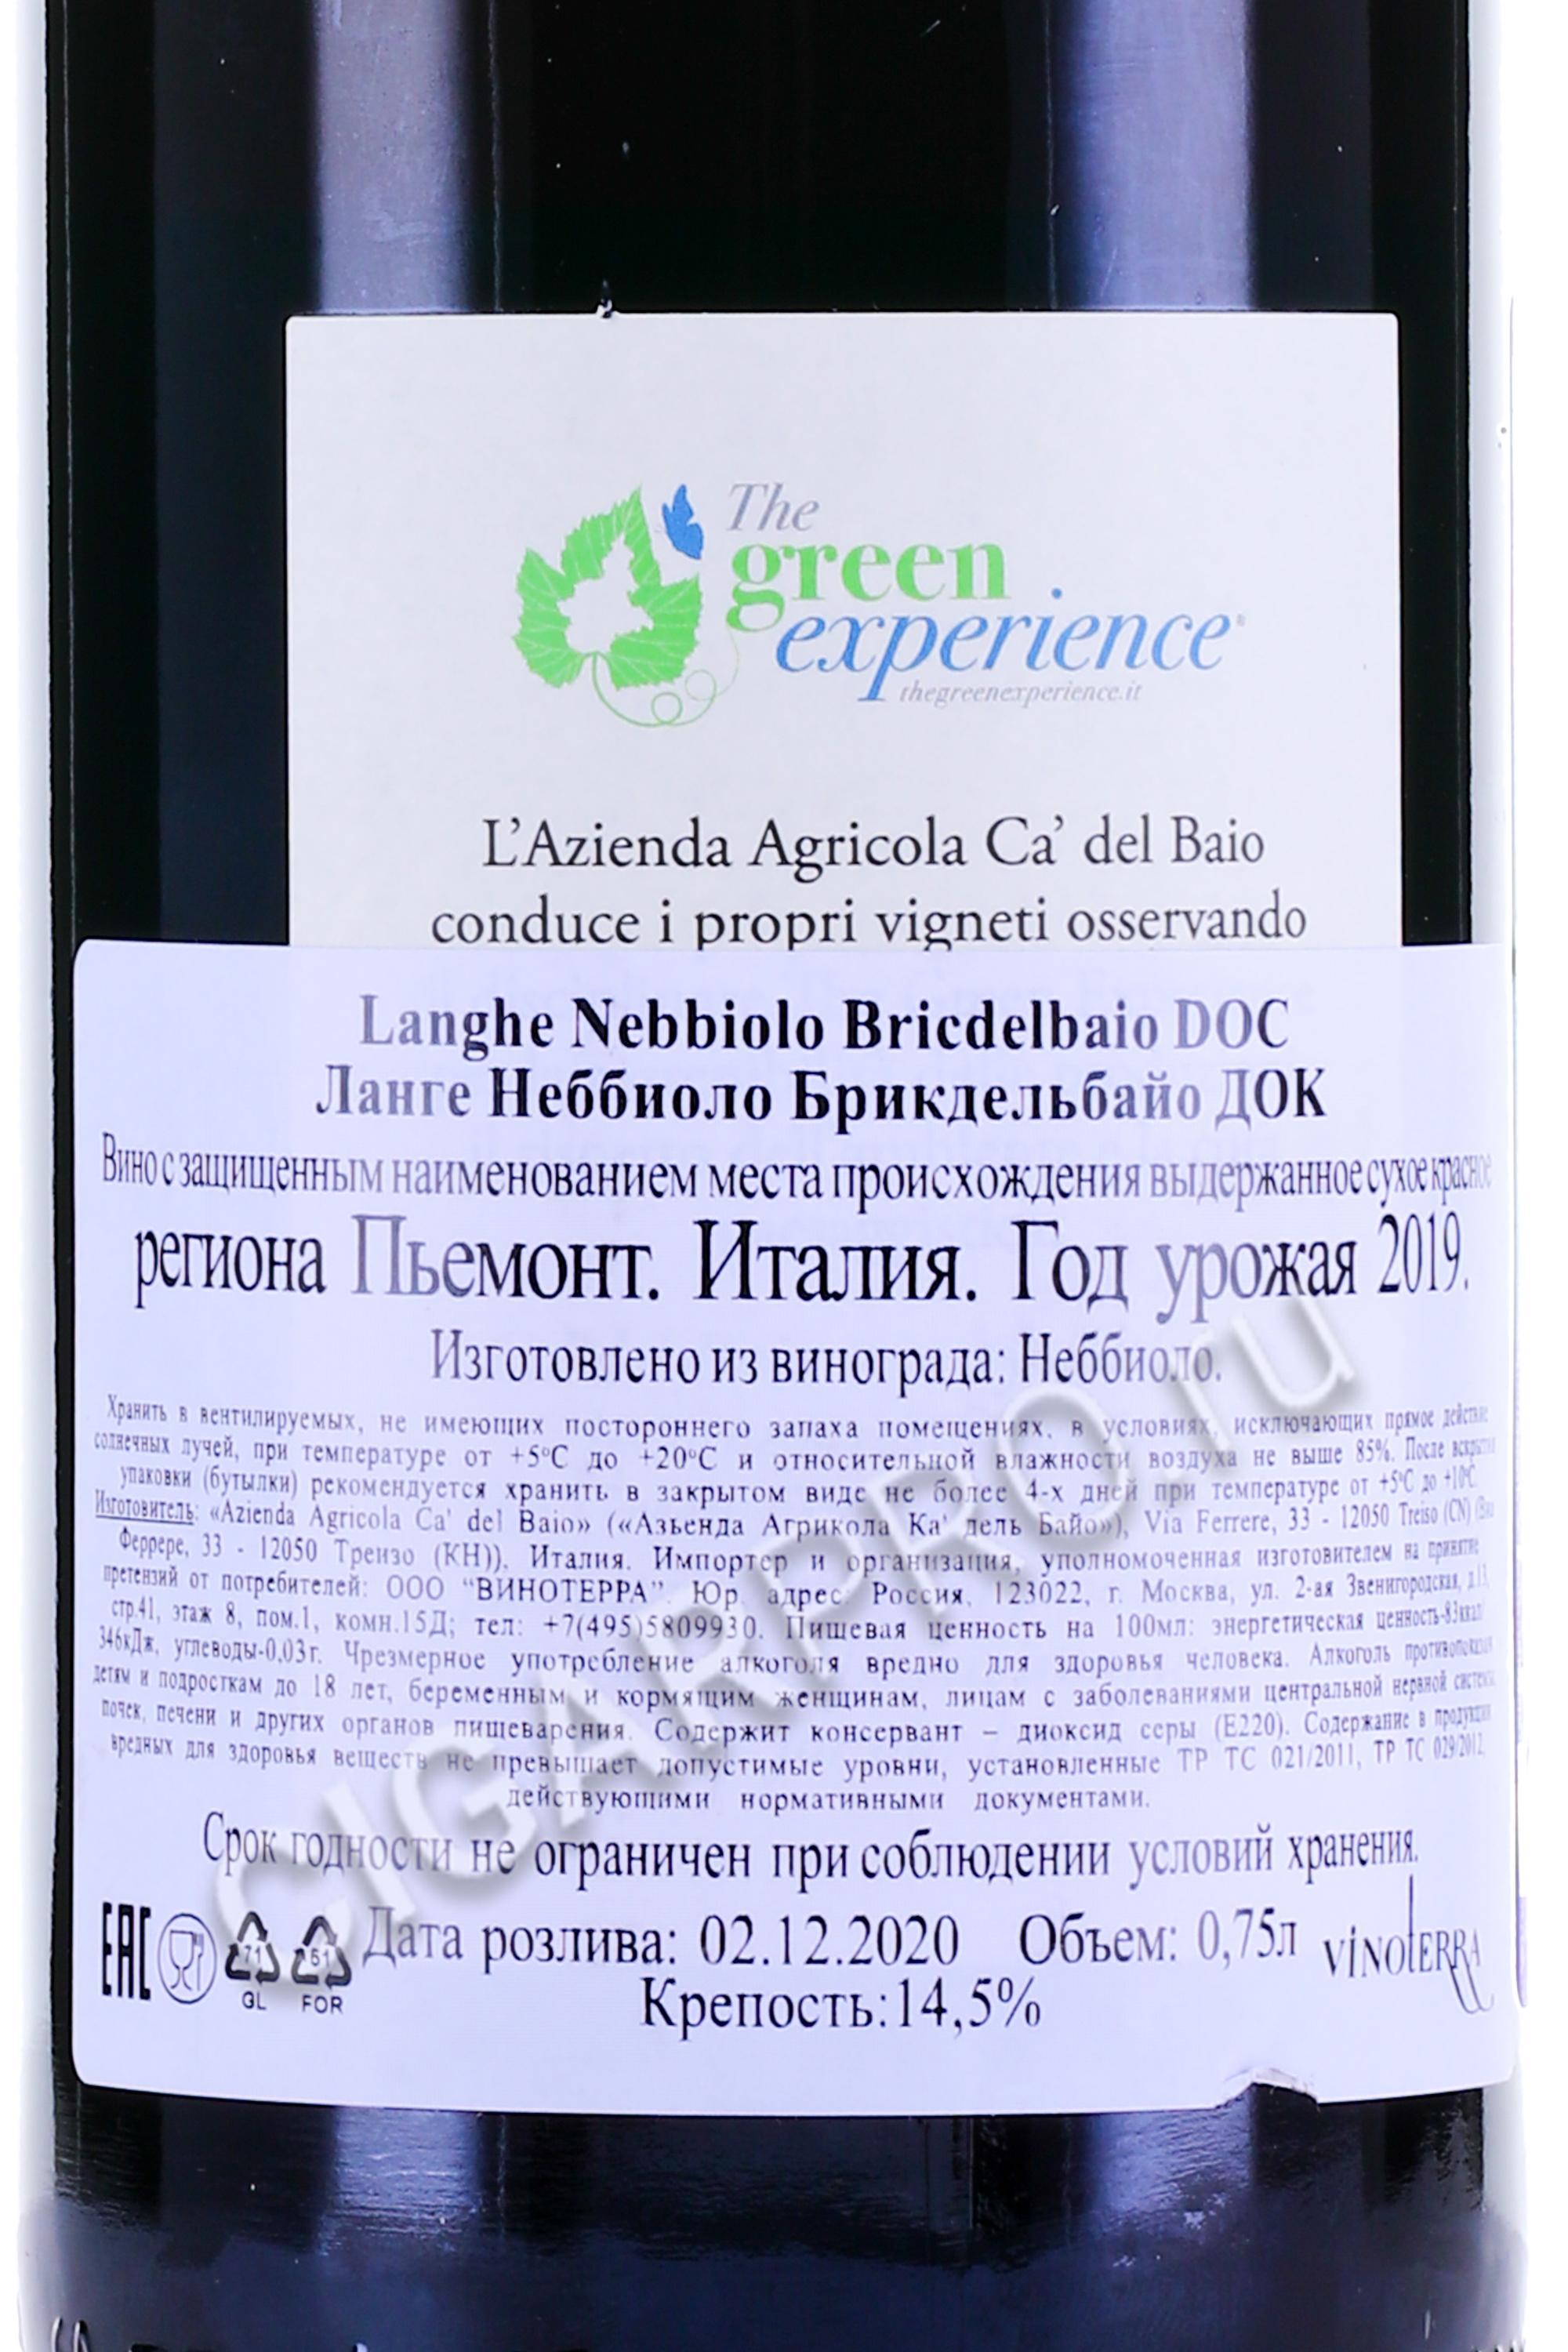 The
green
experience
thegreenexperience.it
L'Azienda Agricola Ca' del Baio
conduce i propri vigneti osservando
Langhe Nebbiolo Bricdelbaio DOC
Ланге Неббиоло Брикдельбайо ДОК
Вино с защищенным наименованием места происхождения выдержанное сухое красное
региона Пьемонт. Италия. Год урожая 2019.
Изготовлено из винограда: Неббиоло.
Хранить в вентилируемых, не имеющих постороннего запаха помещениях, в условиях, исключающих прямое действие
солнечных лучей, при температуре от +5°С до +20°С и относительной влажности воздуха не выше 85%. После вскрытия
упаковки (бутылки) рекомендуется хранить в закрытом виде не более 4-х дней при температуре от +5°С до +10°С.
Изготовитель: «Azienda Agricola Ca' del Baio» («Азьенда Агрикола Ка' дель Байо»), Via Ferrere, 33 - 12050 Treiso (CN) (Виа
Феррере, 33 - 12050 Треизо (КН)), Италия. Импортер и организация, уполномоченная изготовителем на принятие
претензий от потребителей: ООО "ВИНОТЕРРА". Юр. адрес: Россия, 123022, г. Москва, ул. 2-ая Звенигородская, д.13,
стр.41, этаж 8, пом.1, комн.15Д; тел: +7(495)5809930. Пищевая ценность на 100мл: энергетическая ценность-83ккал/
346кДж, углеводы-0,03г. Чрезмерное употребление алкоголя вредно для здоровья человека. Алкоголь противопоказан
детям и подросткам до 18 лет, беременным и кормящим женщинам, лицам с заболеваниями центральной нервной системы,
почек, печени и других органов пищеварения. Содержит консервант – диоксид серы (Е220). Содержание в продукции
вредных для здоровья веществ не превышает допустимые уровни, установленные ТР ТС 021/2011, ТР ТС 029/2012,
действующими нормативными документами.
Срок годности не ограничен при соблюдении условий хранения.
EAC 71 GL 51 FOR Дата розлива: 02.12.2020 Объем: 0,75л VINOTERRA
Крепость:14,5%
CIGARPRO.ru